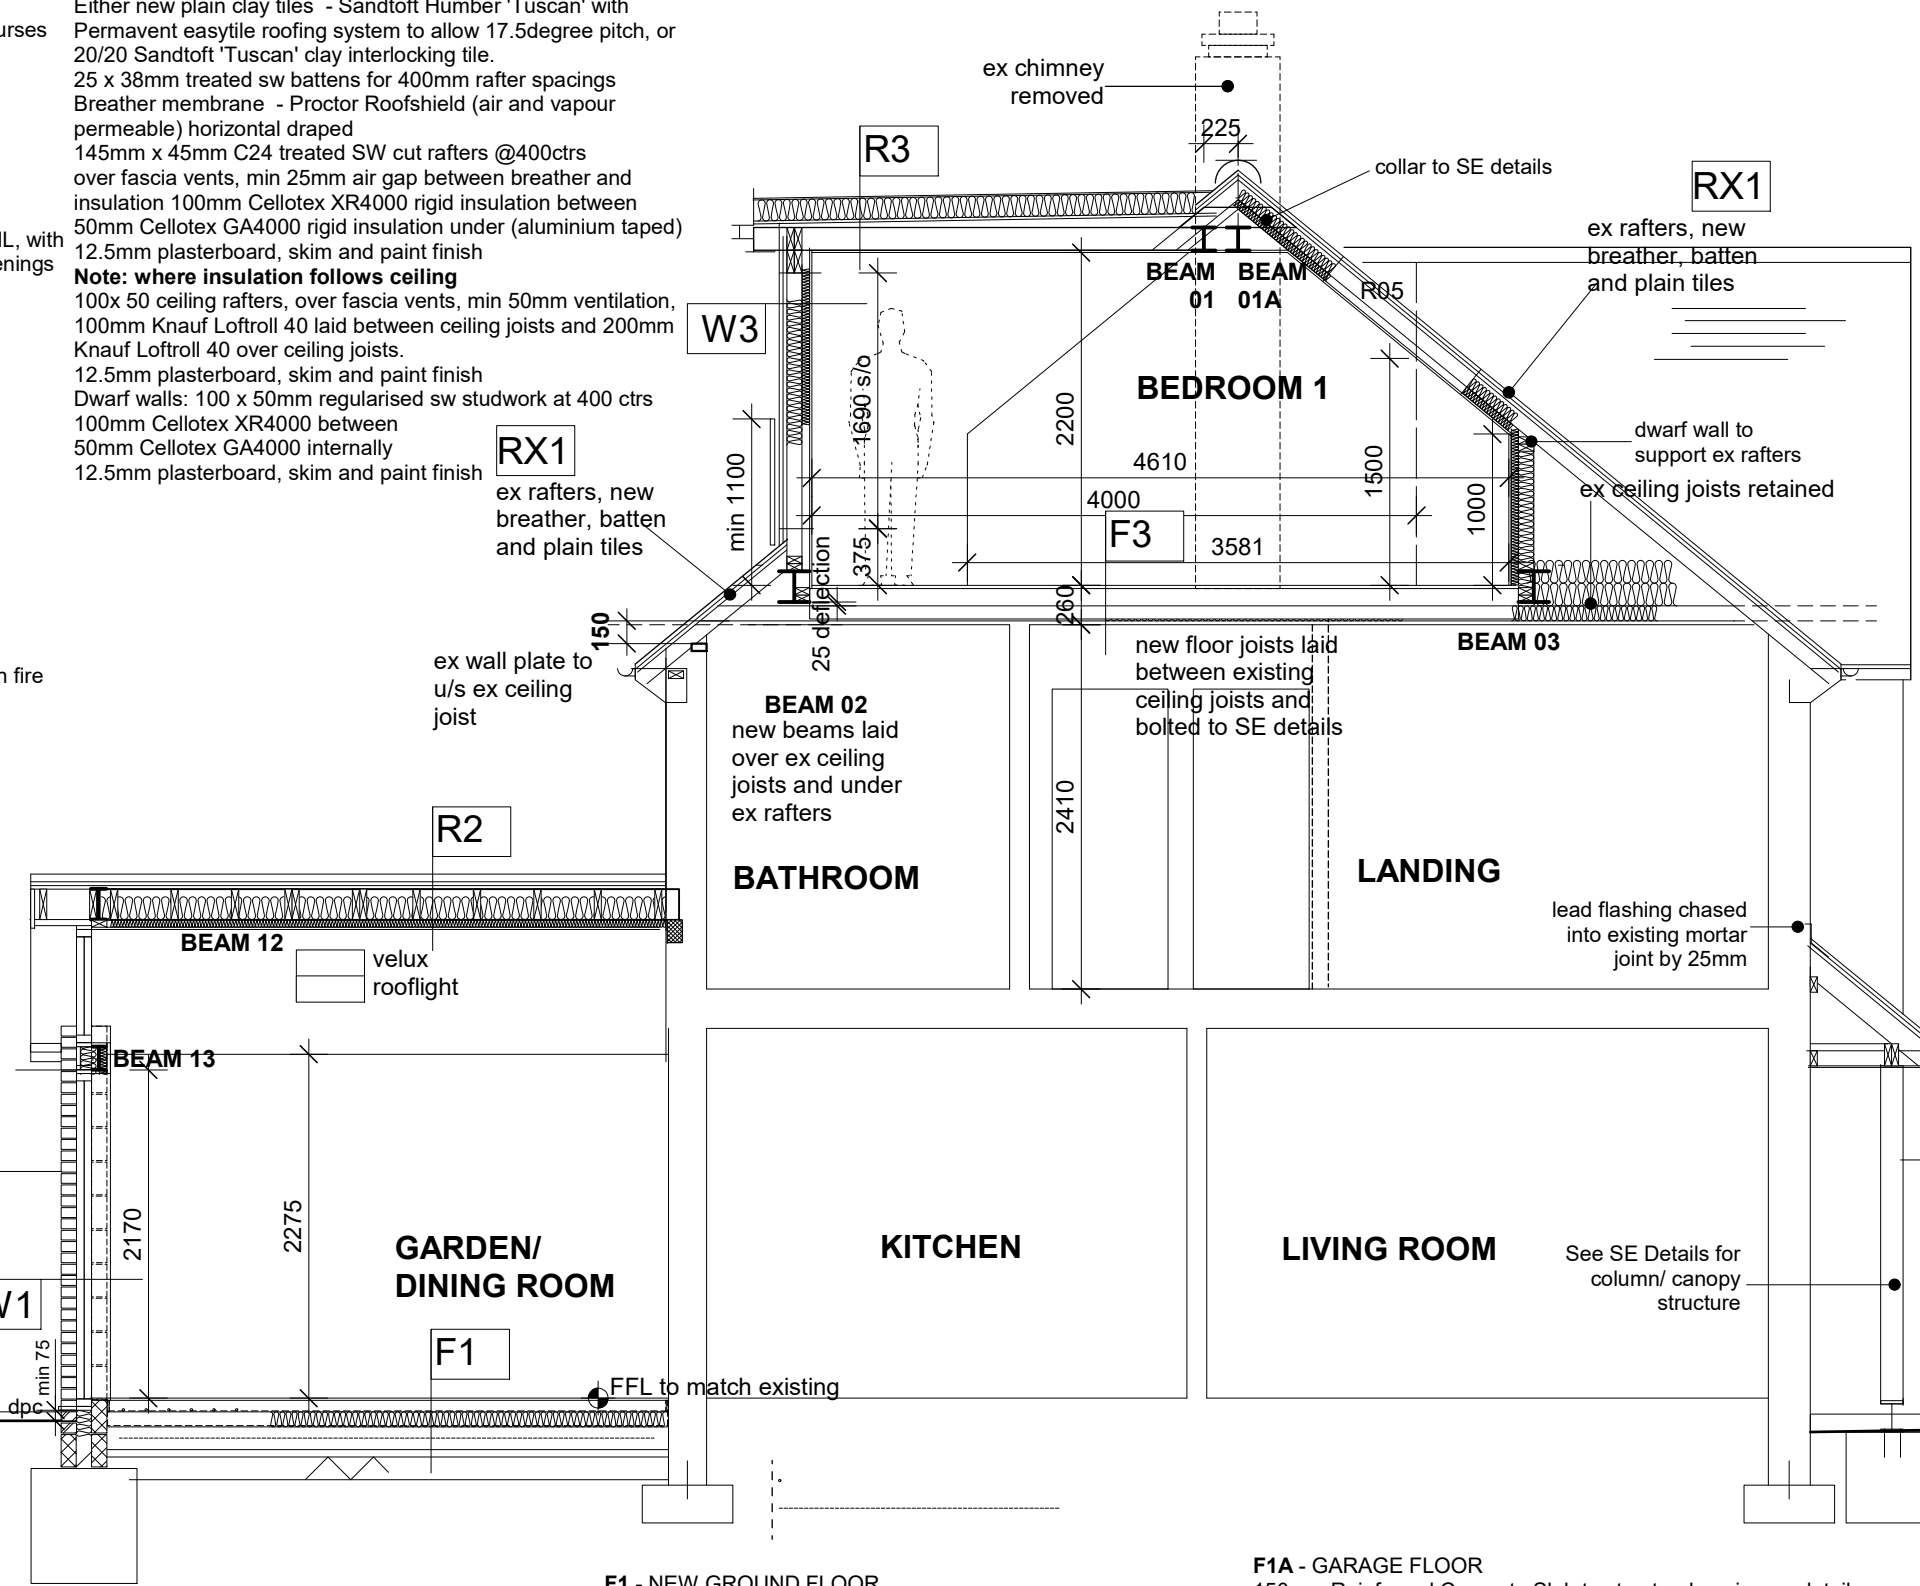 Either new plain clay tiles - Sandtoft Humber 'Tuscan' with
Permavent easytile roofing system to allow 17.5degree pitch, or
20/20 Sandtoft 'Tuscan' clay interlocking tile.
25 x 38mm treated sw battens for 400mm rafter spacings
Breather membrane - Proctor Roofshield (air and vapour
permeable) horizontal draped
145mm x 45mm C24 treated SW cut rafters @400ctrs
over fascia vents, min 25mm air gap between breather and
insulation 100mm Cellotex XR4000 rigid insulation between
50mm Cellotex GA4000 rigid insulation under (aluminium taped)
12.5mm plasterboard, skim and paint finish
Note: where insulation follows ceiling
100x 50 ceiling rafters, over fascia vents, min 50mm ventilation,
100mm Knauf Loftroll 40 laid between ceiling joists and 200mm
Knauf Loftroll 40 over ceiling joists.
12.5mm plasterboard, skim and paint finish
Dwarf walls: 100 x 50mm regularised sw studwork at 400 ctrs
100mm Cellotex XR4000 between
50mm Cellotex GA4000 internally
12.5mm plasterboard, skim and paint finish
urses
IL, with
enings
n fire
ex chimney
removed
225
R3
collar to SE details
RX1
ex rafters, new
breather, batten
and plain tiles
BEAM
01
BEAM
01A
R05
W3
1690 s/o
2200
BEDROOM 1
dwarf wall to
support ex rafters
RX1
ex rafters, new
breather, batten
and plain tiles
min 1100
4610
4000
1500
1000
ex ceiling joists retained
F3
3581
375
25 deflection
260
150
BEAM 03
ex wall plate to
u/s ex ceiling
joist
new floor joists laid
between existing
ceiling joists and
bolted to SE details
BEAM 02
new beams laid
over ex ceiling
joists and under
ex rafters
2410
R2
BATHROOM
LANDING
lead flashing chased
into existing mortar
joint by 25mm
BEAM 12
velux
rooflight
BEAM 13
2170
2275
GARDEN/
DINING ROOM
KITCHEN
LIVING ROOM
See SE Details for
column/ canopy
structure
W1
F1
min 75
dpc
FFL to match existing
F1 - NEW GROUND FLOOR
F1A - GARAGE FLOOR